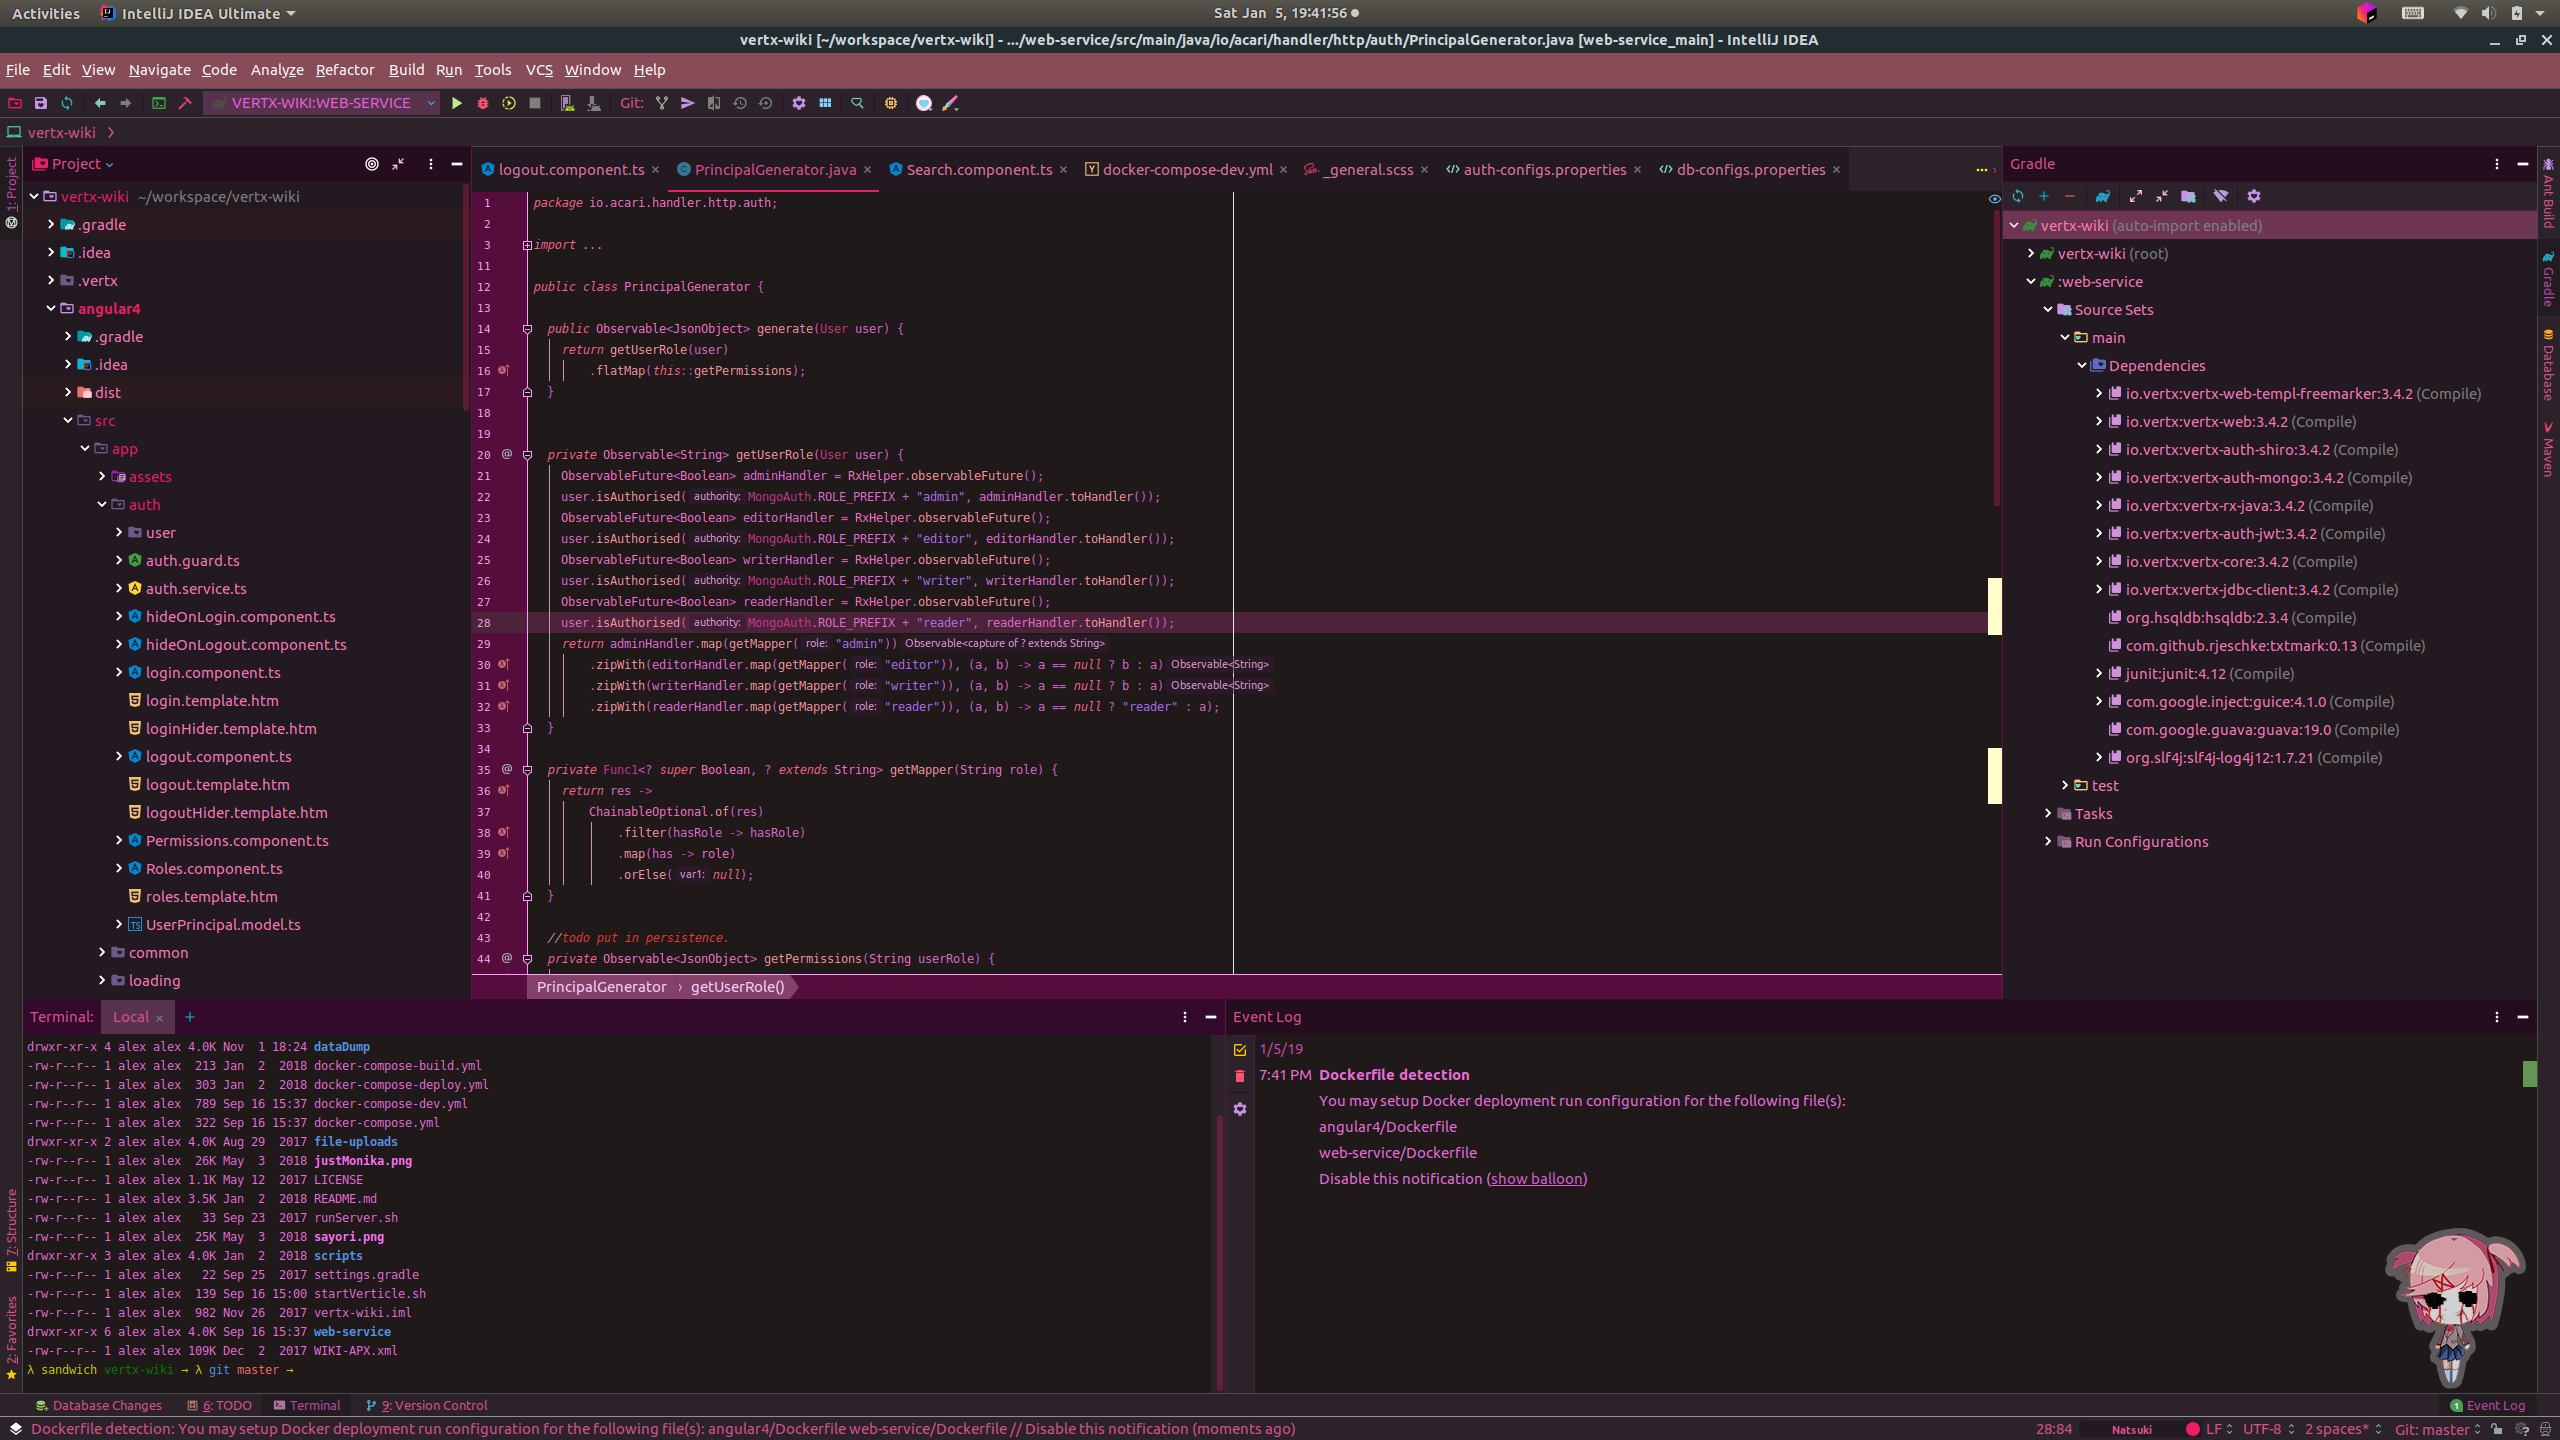 Activities IntelliJ IDEA Ultimate Sat Jan 5, 19:41:56
vertx-wiki [~/workspace/vertx-wiki] - .../web-service/src/main/java/io/acari/handler/http/auth/PrincipalGenerator.java [web-service_main] - IntelliJ IDEA
File Edit View Navigate Code Analyze Refactor Build Run Tools VCS Window Help
VERTX-WIKI:WEB-SERVICE Git:
vertx-wiki
1: Project
7: Structure
2: Favorites
Project
vertx-wiki ~/workspace/vertx-wiki
.gradle
.idea
.vertx
angular4
.gradle
.idea
dist
src
app
assets
auth
user
auth.guard.ts
auth.service.ts
hideOnLogin.component.ts
hideOnLogout.component.ts
login.component.ts
login.template.htm
loginHider.template.htm
logout.component.ts
logout.template.htm
logoutHider.template.htm
Permissions.component.ts
Roles.component.ts
roles.template.htm
UserPrincipal.model.ts
common
loading
logout.component.ts PrincipalGenerator.java Search.component.ts docker-compose-dev.yml _general.scss auth-configs.properties db-configs.properties
1 package io.acari.handler.http.auth;
2
3 import ...
11
12 public class PrincipalGenerator {
13
14 public Observable<JsonObject> generate(User user) {
15 return getUserRole(user)
16 .flatMap(this::getPermissions);
17 }
18
19
20 @ private Observable<String> getUserRole(User user) {
21 ObservableFuture<Boolean> adminHandler = RxHelper.observableFuture();
22 user.isAuthorised( authority: MongoAuth.ROLE_PREFIX + "admin", adminHandler.toHandler());
23 ObservableFuture<Boolean> editorHandler = RxHelper.observableFuture();
24 user.isAuthorised( authority: MongoAuth.ROLE_PREFIX + "editor", editorHandler.toHandler());
25 ObservableFuture<Boolean> writerHandler = RxHelper.observableFuture();
26 user.isAuthorised( authority: MongoAuth.ROLE_PREFIX + "writer", writerHandler.toHandler());
27 ObservableFuture<Boolean> readerHandler = RxHelper.observableFuture();
28 user.isAuthorised( authority: MongoAuth.ROLE_PREFIX + "reader", readerHandler.toHandler());
29 return adminHandler.map(getMapper( role: "admin")) Observable<capture of ? extends String>
30 .zipWith(editorHandler.map(getMapper( role: "editor")), (a, b) -> a == null ? b : a) Observable<String>
31 .zipWith(writerHandler.map(getMapper( role: "writer")), (a, b) -> a == null ? b : a) Observable<String>
32 .zipWith(readerHandler.map(getMapper( role: "reader")), (a, b) -> a == null ? "reader" : a);
33 }
34
35 @ private Func1<? super Boolean, ? extends String> getMapper(String role) {
36 return res ->
37 ChainableOptional.of(res)
38 .filter(hasRole -> hasRole)
39 .map(has -> role)
40 .orElse( var1: null);
41 }
42
43 //todo put in persistence.
44 @ private Observable<JsonObject> getPermissions(String userRole) {
PrincipalGenerator › getUserRole()
Gradle
vertx-wiki (auto-import enabled)
vertx-wiki (root)
:web-service
Source Sets
main
Dependencies
io.vertx:vertx-web-templ-freemarker:3.4.2 (Compile)
io.vertx:vertx-web:3.4.2 (Compile)
io.vertx:vertx-auth-shiro:3.4.2 (Compile)
io.vertx:vertx-auth-mongo:3.4.2 (Compile)
io.vertx:vertx-rx-java:3.4.2 (Compile)
io.vertx:vertx-auth-jwt:3.4.2 (Compile)
io.vertx:vertx-core:3.4.2 (Compile)
io.vertx:vertx-jdbc-client:3.4.2 (Compile)
org.hsqldb:hsqldb:2.3.4 (Compile)
com.github.rjeschke:txtmark:0.13 (Compile)
junit:junit:4.12 (Compile)
com.google.inject:guice:4.1.0 (Compile)
com.google.guava:guava:19.0 (Compile)
org.slf4j:slf4j-log4j12:1.7.21 (Compile)
test
Tasks
Run Configurations
Ant Build
Gradle
Database
Maven
Terminal: Local
drwxr-xr-x 4 alex alex 4.0K Nov 1 18:24 dataDump
-rw-r--r-- 1 alex alex 213 Jan 2 2018 docker-compose-build.yml
-rw-r--r-- 1 alex alex 303 Jan 2 2018 docker-compose-deploy.yml
-rw-r--r-- 1 alex alex 789 Sep 16 15:37 docker-compose-dev.yml
-rw-r--r-- 1 alex alex 322 Sep 16 15:37 docker-compose.yml
drwxr-xr-x 2 alex alex 4.0K Aug 29 2017 file-uploads
-rw-r--r-- 1 alex alex 26K May 3 2018 justMonika.png
-rw-r--r-- 1 alex alex 1.1K May 12 2017 LICENSE
-rw-r--r-- 1 alex alex 3.5K Jan 2 2018 README.md
-rw-r--r-- 1 alex alex 33 Sep 23 2017 runServer.sh
-rw-r--r-- 1 alex alex 25K May 3 2018 sayori.png
drwxr-xr-x 3 alex alex 4.0K Jan 2 2018 scripts
-rw-r--r-- 1 alex alex 22 Sep 25 2017 settings.gradle
-rw-r--r-- 1 alex alex 139 Sep 16 15:00 startVerticle.sh
-rw-r--r-- 1 alex alex 982 Nov 26 2017 vertx-wiki.iml
drwxr-xr-x 6 alex alex 4.0K Sep 16 15:37 web-service
-rw-r--r-- 1 alex alex 109K Dec 2 2017 WIKI-APX.xml
λ sandwich vertx-wiki → λ git master →
Event Log
1/5/19
7:41 PM Dockerfile detection
You may setup Docker deployment run configuration for the following file(s):
angular4/Dockerfile
web-service/Dockerfile
Disable this notification (show balloon)
Database Changes 6: TODO Terminal 9: Version Control 1 Event Log
Dockerfile detection: You may setup Docker deployment run configuration for the following file(s): angular4/Dockerfile web-service/Dockerfile // Disable this notification (moments ago) 28:84 Natsuki LF UTF-8 2 spaces* Git: master